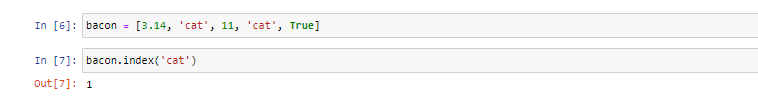 In [6]: bacon = [3.14, 'cat', 11, 'cat', True]
In [7]: bacon.index('cat')
Out[7]: 1